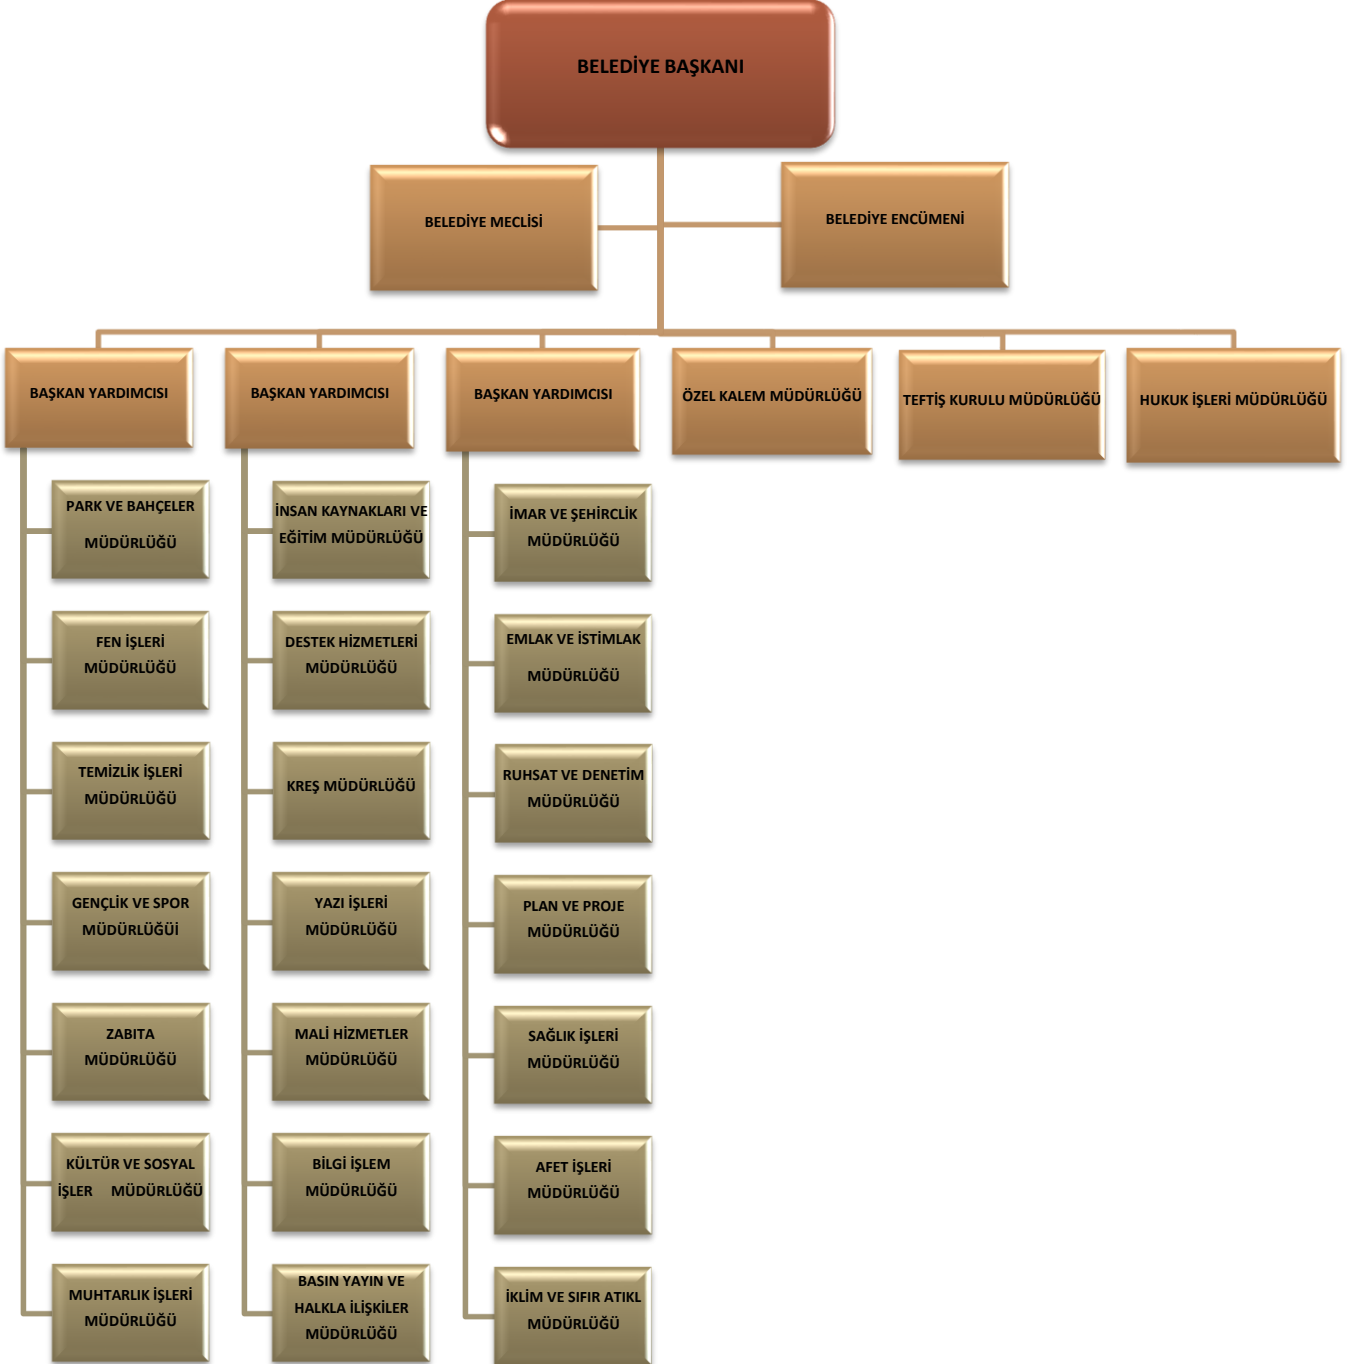 BELEDİYE BAŞKANI
BELEDİYE MECLİSİ
BELEDİYE ENCÜMENİ
BAŞKAN YARDIMCISI
BAŞKAN YARDIMCISI
BAŞKAN YARDIMCISI
ÖZEL KALEM MÜDÜRLÜĞÜ
TEFTİŞ KURULU MÜDÜRLÜĞÜ
HUKUK İŞLERİ MÜDÜRLÜĞÜ
PARK VE BAHÇELER
MÜDÜRLÜĞÜ
FEN İŞLERİ
MÜDÜRLÜĞÜ
TEMİZLİK İŞLERİ
MÜDÜRLÜĞÜ
GENÇLİK VE SPOR
MÜDÜRLÜĞÜİ
ZABITA
MÜDÜRLÜĞÜ
KÜLTÜR VE SOSYAL
İŞLER MÜDÜRLÜĞÜ
MUHTARLIK İŞLERİ
MÜDÜRLÜĞÜ
İNSAN KAYNAKLARI VE
EĞİTİM MÜDÜRLÜĞÜ
DESTEK HİZMETLERİ
MÜDÜRLÜĞÜ
KREŞ MÜDÜRLÜĞÜ
YAZI İŞLERİ
MÜDÜRLÜĞÜ
MALİ HİZMETLER
MÜDÜRLÜĞÜ
BİLGİ İŞLEM
MÜDÜRLÜĞÜ
BASIN YAYIN VE
HALKLA İLİŞKİLER
MÜDÜRLÜĞÜ
İMAR VE ŞEHİRCLİK
MÜDÜRLÜĞÜ
EMLAK VE İSTİMLAK
MÜDÜRLÜĞÜ
RUHSAT VE DENETİM
MÜDÜRLÜĞÜ
PLAN VE PROJE
MÜDÜRLÜĞÜ
SAĞLIK İŞLERİ
MÜDÜRLÜĞÜ
AFET İŞLERİ
MÜDÜRLÜĞÜ
İKLİM VE SIFIR ATIKL
MÜDÜRLÜĞÜ